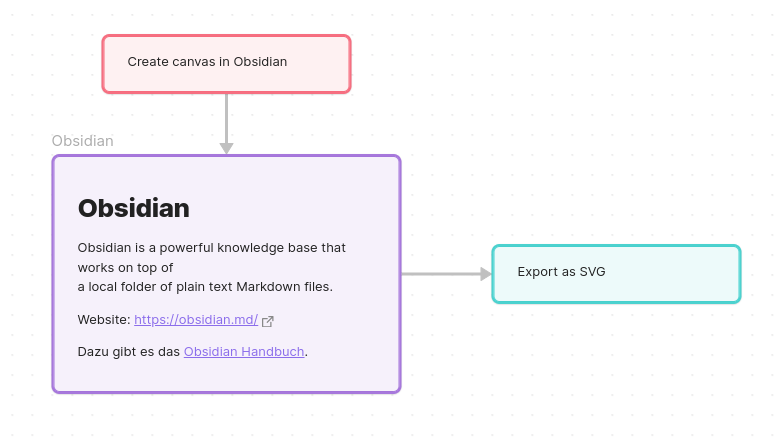 Create canvas in Obsidian
Obsidian
Obsidian
Obsidian is a powerful knowledge base that
works on top of
a local folder of plain text Markdown files.
Website: https://obsidian.md/
Dazu gibt es das Obsidian Handbuch.
Export as SVG